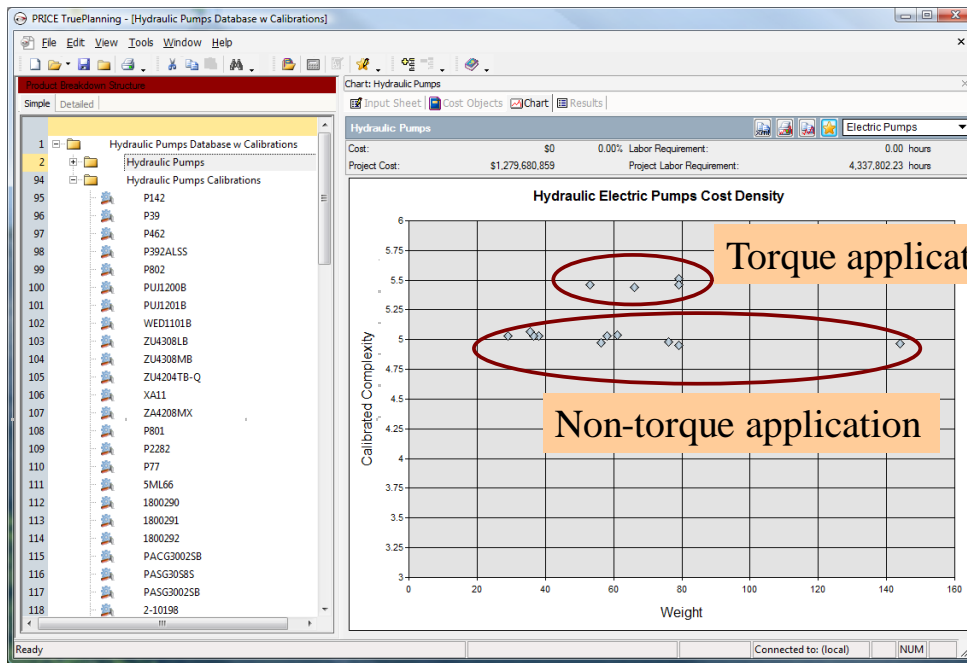 PRICE TruePlanning - [Hydraulic Pumps Database w Calibrations]
File Edit View Tools Window Help
Product Breakdown Structure
Simple Detailed
1 Hydraulic Pumps Database w Calibrations
2 Hydraulic Pumps
94 Hydraulic Pumps Calibrations
95 P142
96 P39
97 P462
98 P392ALSS
99 P802
100 PUJ1200B
101 PUJ1201B
102 WED1101B
103 ZU4308LB
104 ZU4308MB
105 ZU4204TB-Q
106 XA11
107 ZA4208MX
108 P801
109 P2282
110 P77
111 5ML66
112 1800290
113 1800291
114 1800292
115 PACG3002SB
116 PASG30S8S
117 PASG3002SB
118 2-10198
Chart: Hydraulic Pumps
Input Sheet Cost Objects Chart Results
Hydraulic Pumps Electric Pumps
Cost: $0 0.00% Labor Requirement: 0.00 hours
Project Cost: $1,279,680,859 Project Labor Requirement: 4,337,802.23 hours
Hydraulic Electric Pumps Cost Density
Torque applicat
Non-torque application
Calibrated Complexity
6
5.75
5.5
5.25
5
4.75
4.5
4.25
4
3.75
3.5
3.25
3
0 20 40 60 80 100 120 140 160
Weight
Ready Connected to: (local) NUM